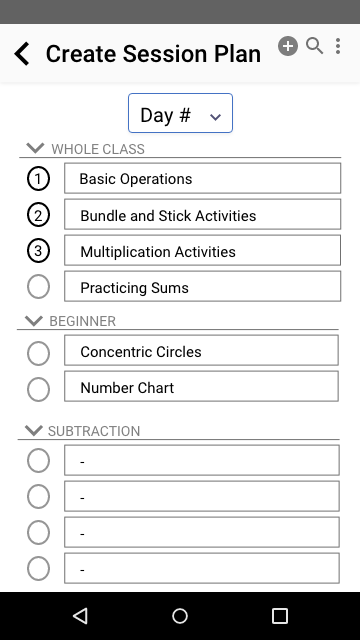 Create Session Plan
Day #
WHOLE CLASS
1 Basic Operations
2 Bundle and Stick Activities
3 Multiplication Activities
Practicing Sums
BEGINNER
Concentric Circles
Number Chart
SUBTRACTION
-
-
-
-